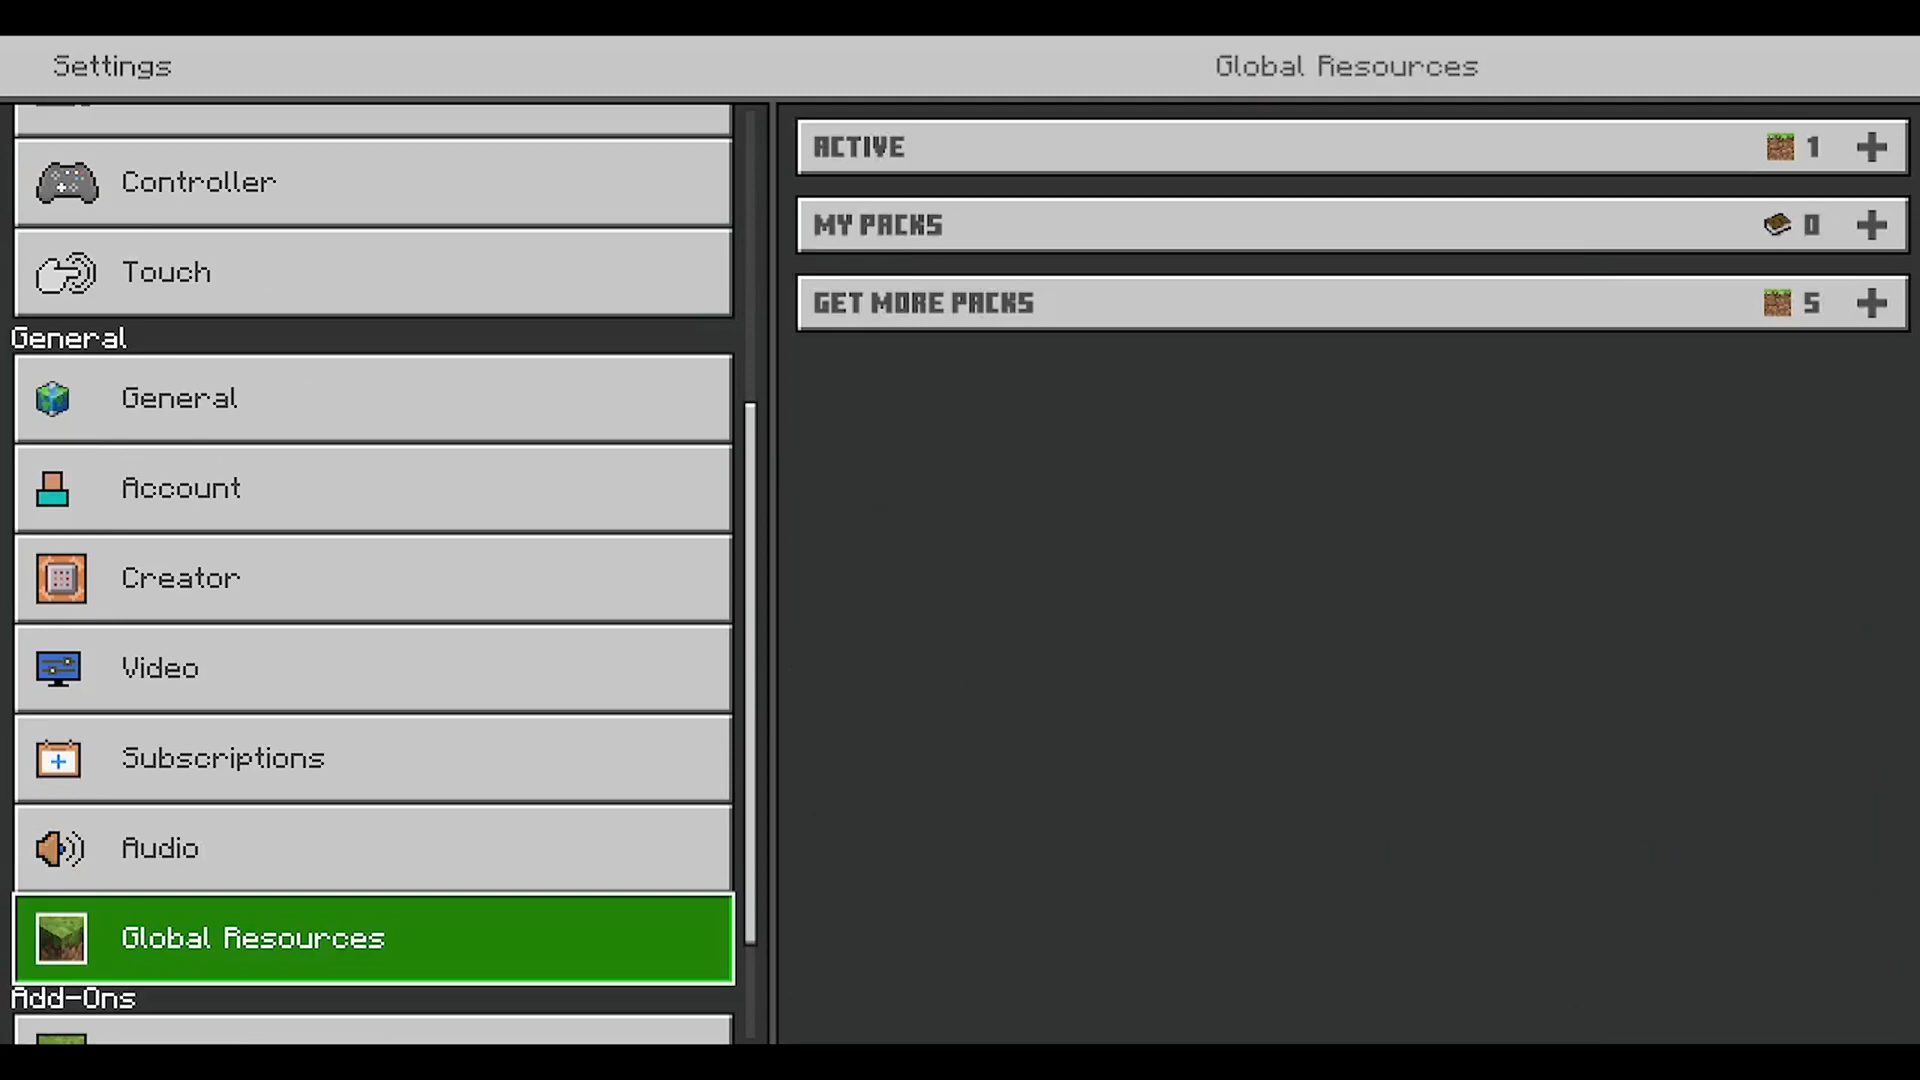 Settings
Global Resources
Controller
Touch
General
General
Account
Creator
Video
Subscriptions
Audio
Global Resources
Add-Ons
ACTIVE 1
MY PACKS 0
GET MORE PACKS 5